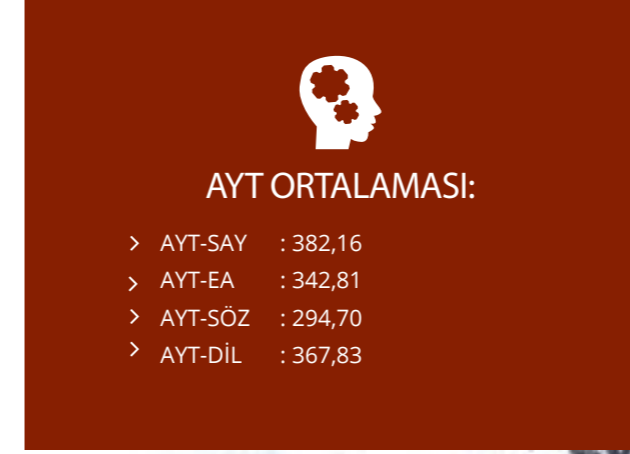 AYT ORTALAMASI:
AYT-SAY : 382,16
AYT-EA : 342,81
AYT-SÖZ : 294,70
AYT-DİL : 367,83